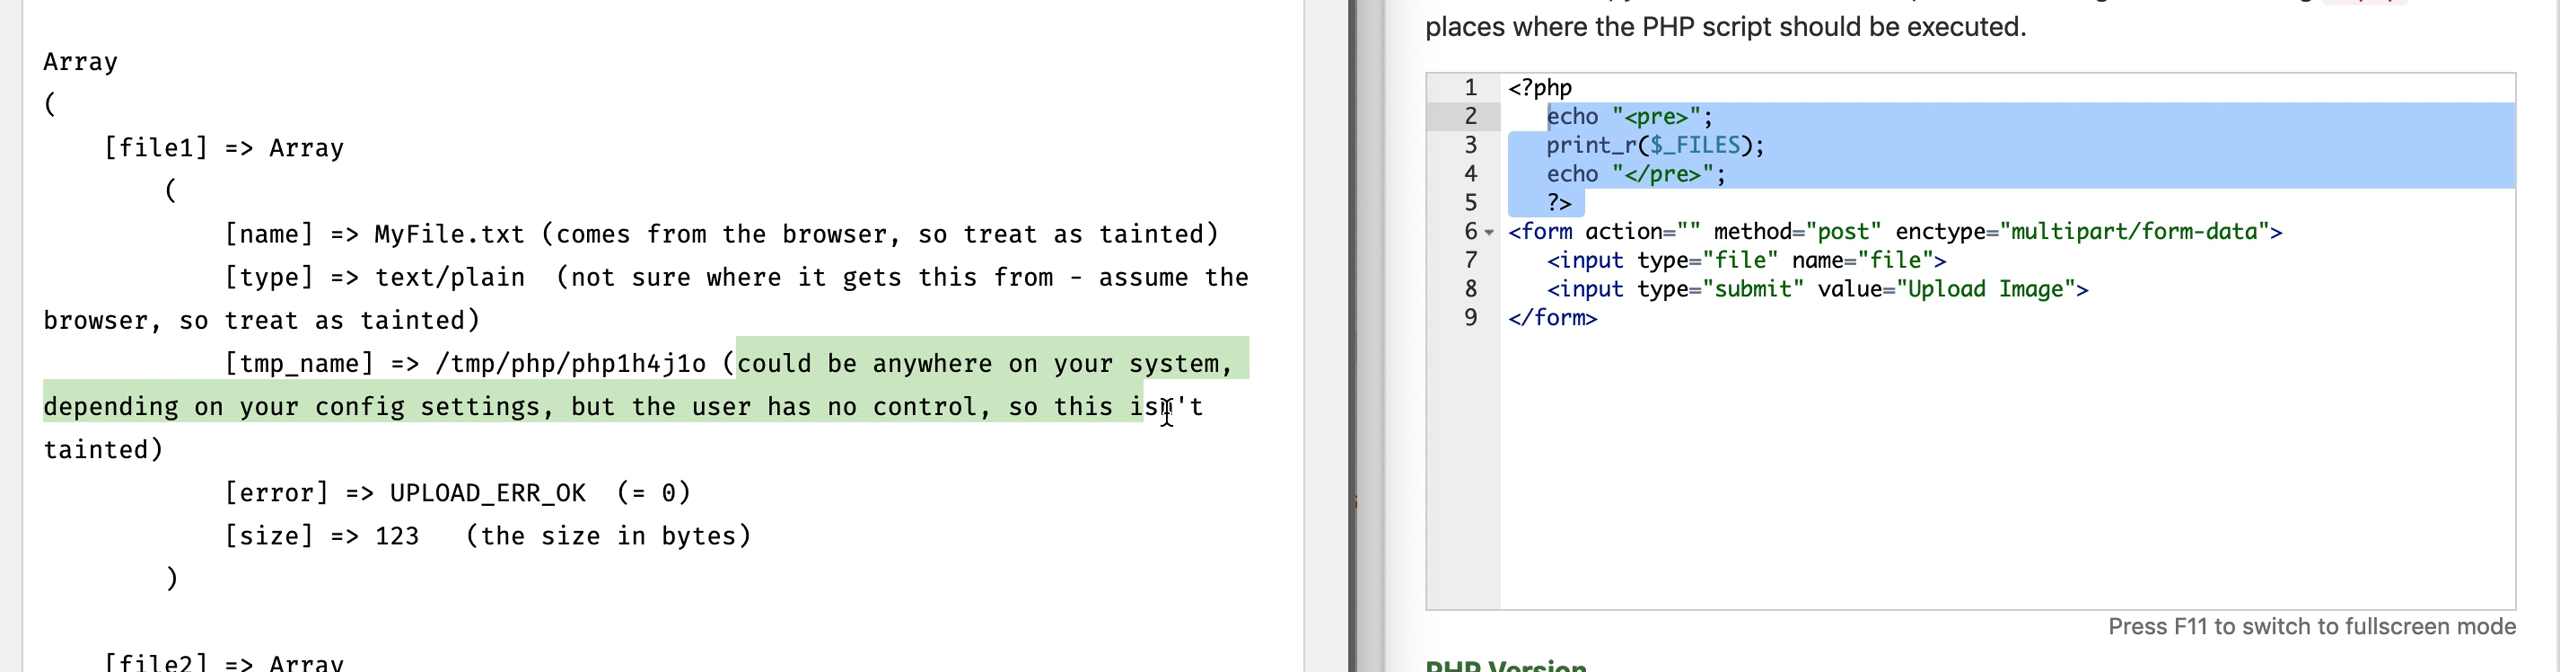 Array
(
[file1] => Array
(
[name] => MyFile.txt (comes from the browser, so treat as tainted)
[type] => text/plain  (not sure where it gets this from - assume the
browser, so treat as tainted)
[tmp_name] => /tmp/php/php1h4j1o (could be anywhere on your system,
depending on your config settings, but the user has no control, so this isn't
tainted)
[error] => UPLOAD_ERR_OK  (= 0)
[size] => 123   (the size in bytes)
)
[file2] => Array
places where the PHP script should be executed.
1 <?php
2 echo "<pre>";
3 print_r($_FILES);
4 echo "</pre>";
5 ?>
6 <form action="" method="post" enctype="multipart/form-data">
7 <input type="file" name="file">
8 <input type="submit" value="Upload Image">
9 </form>
Press F11 to switch to fullscreen mode
PHP Version